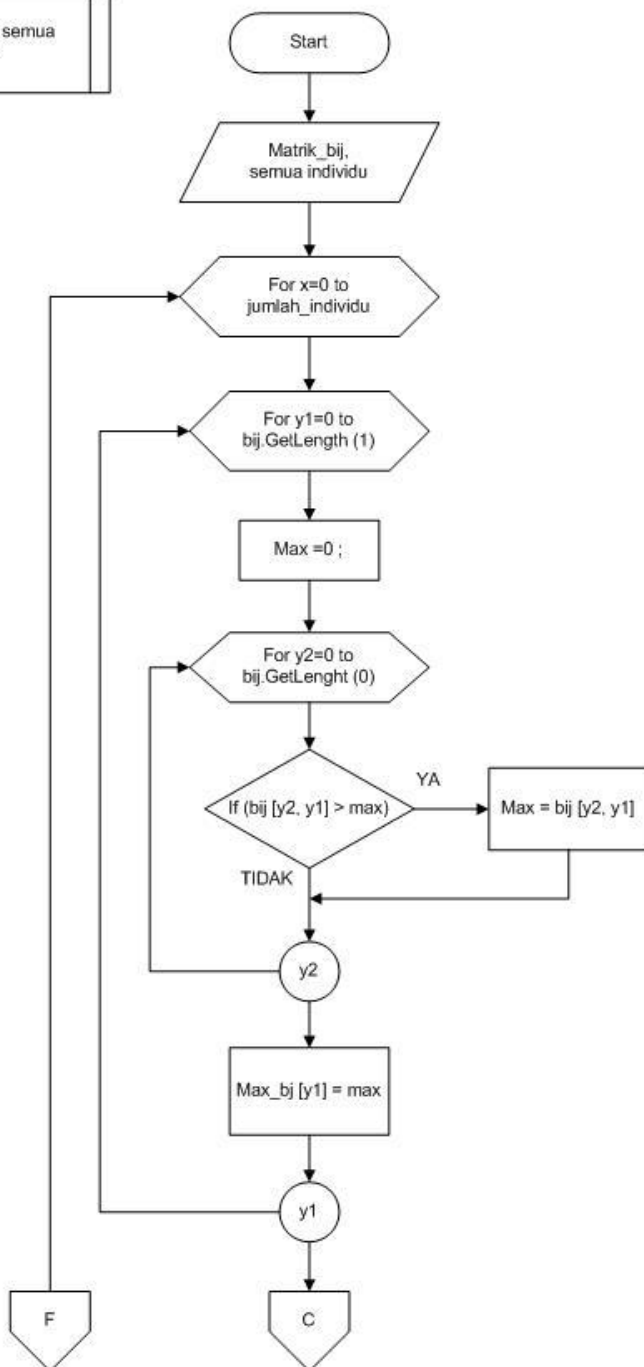 semua
Start
Matrik_bij,
semua individu
For x=0 to
jumlah_individu
For y1=0 to
bij.GetLength (1)
Max =0 ;
For y2=0 to
bij.GetLenght (0)
If (bij [y2, y1] > max)
YA
Max = bij [y2, y1]
TIDAK
y2
Max_bj [y1] = max
y1
F
C